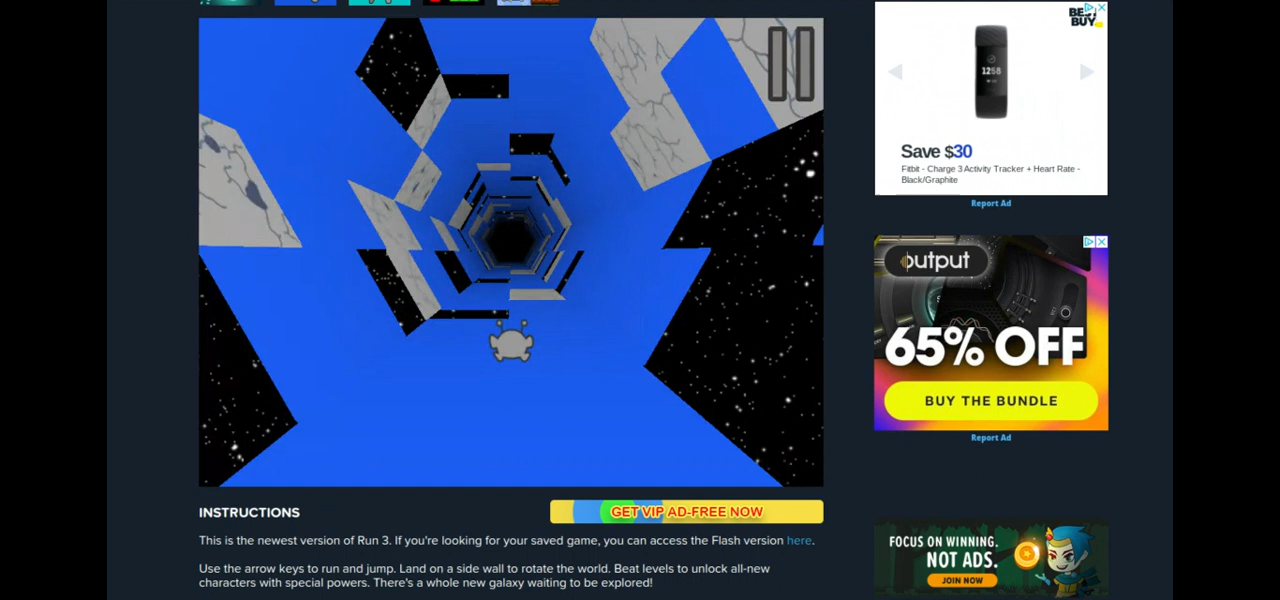 BEST BUY
1256
Save $30
Fitbit - Charge 3 Activity Tracker + Heart Rate -
Black/Graphite
Report Ad
output
65% OFF
BUY THE BUNDLE
Report Ad
INSTRUCTIONS
GET VIP AD-FREE NOW
This is the newest version of Run 3. If you're looking for your saved game, you can access the Flash version here.
Use the arrow keys to run and jump. Land on a side wall to rotate the world. Beat levels to unlock all-new
characters with special powers. There's a whole new galaxy waiting to be explored!
FOCUS ON WINNING.
NOT ADS.
JOIN NOW